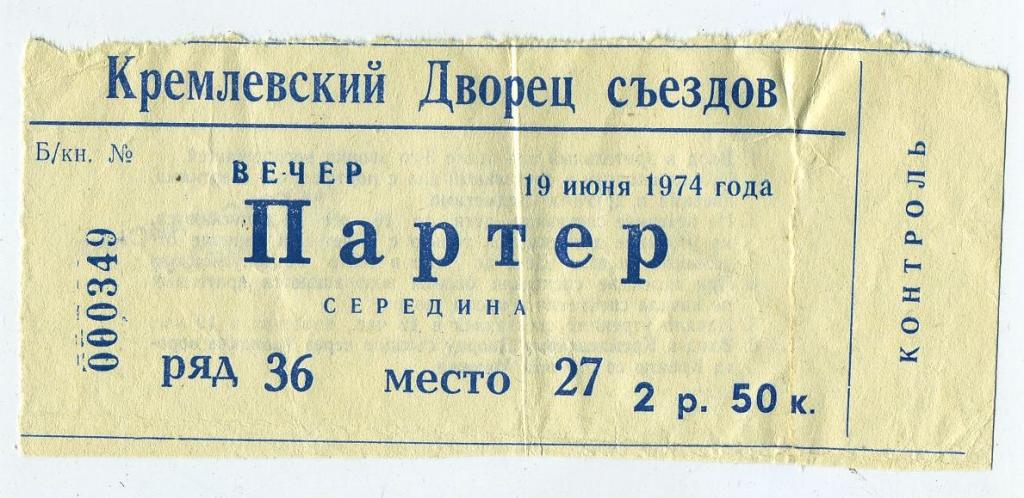 Кремлевский Дворец съездов
Б/кн. №
000349
ВЕЧЕР
19 июня 1974 года
Партер
СЕРЕДИНА
ряд 36 место 27 2 р. 50 к.
КОНТРОЛЬ